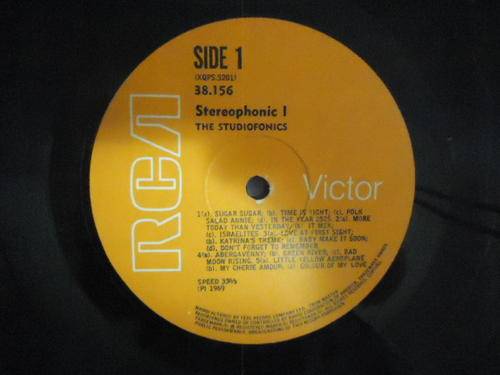 SIDE 1
(XQPS.5201)
38.156
Stereophonic 1
THE STUDIOFONICS
RCA
Victor
1(a). SUGAR SUGAR; (b). TIME IS TIGHT; (c). POLK
SALAD ANNIE; (d). IN THE YEAR 2525. 2(a). MORE
TODAY THAN YESTERDAY; (b). IT MEK;
(c). ISRAELITES. 3(a). LOVE AT FIRST SIGHT;
(b). KATRINA'S THEME; (c). BABY MAKE IT SOON;
(d). DON'T FORGET TO REMEMBER.
4(a). ABERGAVENNY; (b). GREEN RIVER; (c). BAD
MOON RISING. 5(a). LITTLE YELLOW AEROPLANE
(b). MY CHERIE AMOUR; (c). COLOUR OF MY LOVE.
SPEED 33⅓
(P) 1969